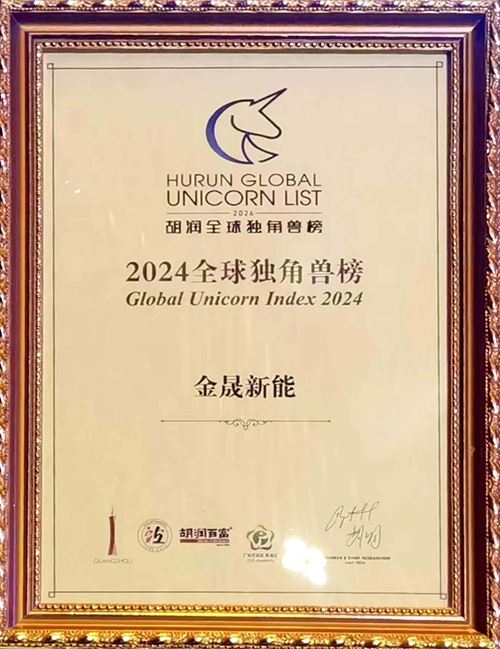 HURUN GLOBAL
UNICORN LIST
2024
胡润全球独角兽榜
2024全球独角兽榜
Global Unicorn Index 2024
金晟新能
GUANGZHOU
胡润百富